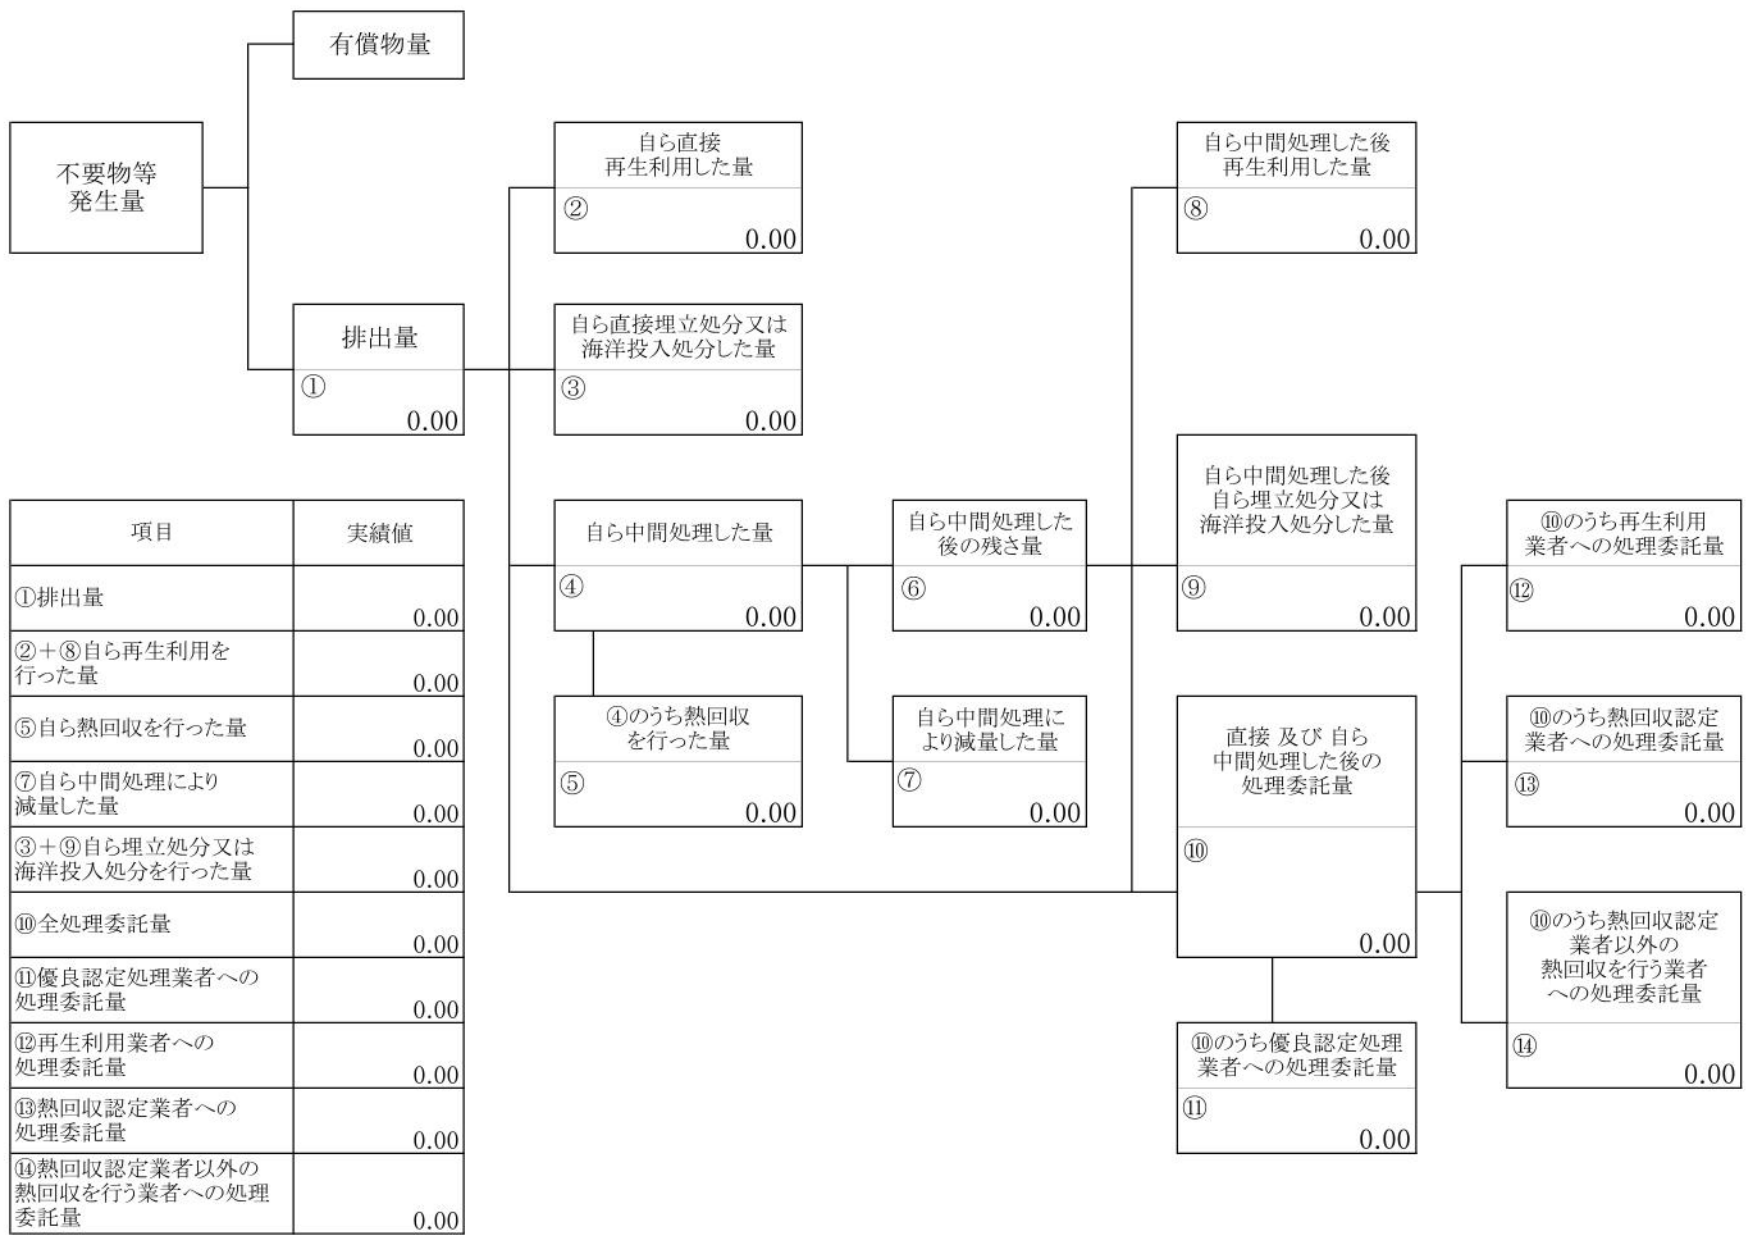 有償物量
不要物等
発生量
自ら直接
再生利用した量
②
0.00
自ら中間処理した後
再生利用した量
⑧
0.00
排出量
①
0.00
自ら直接埋立処分又は
海洋投入処分した量
③
0.00
自ら中間処理した量
④
0.00
自ら中間処理した
後の残さ量
⑥
0.00
自ら中間処理した後
自ら埋立処分又は
海洋投入処分した量
⑨
0.00
⑩のうち再生利用
業者への処理委託量
⑫
0.00
④のうち熱回収
を行った量
⑤
0.00
自ら中間処理に
より減量した量
⑦
0.00
直接 及び 自ら
中間処理した後の
処理委託量
⑩
0.00
⑩のうち熱回収認定
業者への処理委託量
⑬
0.00
⑩のうち熱回収認定
業者以外の
熱回収を行う業者
への処理委託量
⑭
0.00
⑩のうち優良認定処理
業者への処理委託量
⑪
0.00
項目
実績値
①排出量
0.00
②＋⑧自ら再生利用を
行った量
0.00
⑤自ら熱回収を行った量
0.00
⑦自ら中間処理により
減量した量
0.00
③＋⑨自ら埋立処分又は
海洋投入処分を行った量
0.00
⑩全処理委託量
0.00
⑪優良認定処理業者への
処理委託量
0.00
⑫再生利用業者への
処理委託量
0.00
⑬熱回収認定業者への
処理委託量
0.00
⑭熱回収認定業者以外の
熱回収を行う業者への処理
委託量
0.00